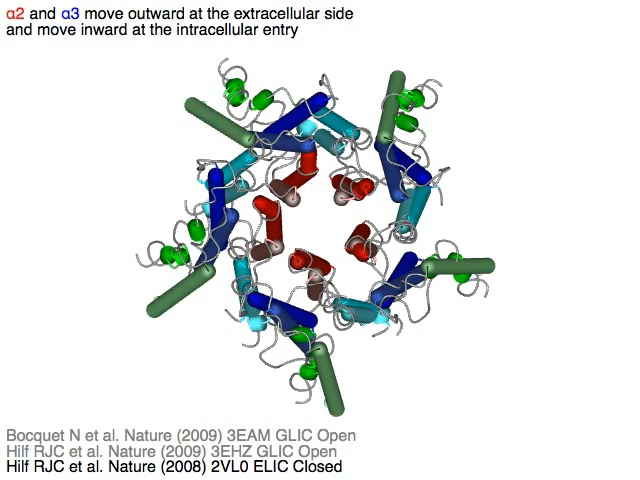 α2 and α3 move outward at the extracellular side
and move inward at the intracellular entry
Bocquet N et al. Nature (2009) 3EAM GLIC Open
Hilf RJC et al. Nature (2009) 3EHZ GLIC Open
Hilf RJC et al. Nature (2008) 2VL0 ELIC Closed